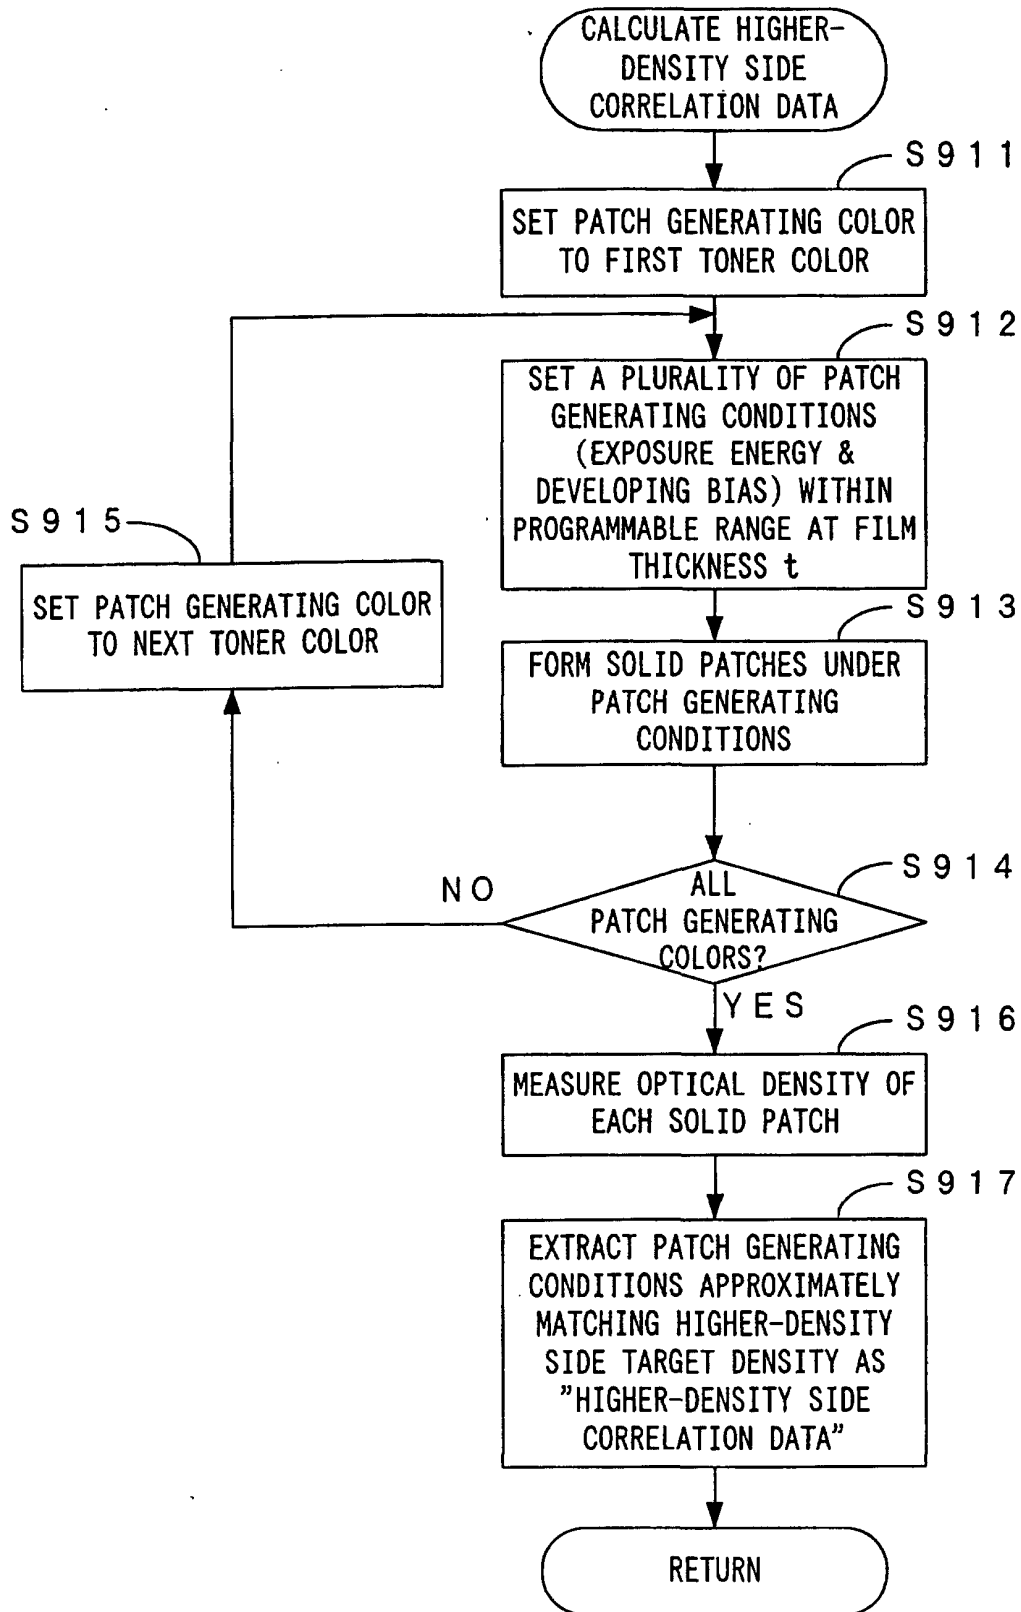 CALCULATE HIGHER-
DENSITY SIDE
CORRELATION DATA
S911
SET PATCH GENERATING COLOR
TO FIRST TONER COLOR
S912
SET A PLURALITY OF PATCH
GENERATING CONDITIONS
(EXPOSURE ENERGY &
DEVELOPING BIAS) WITHIN
PROGRAMMABLE RANGE AT FILM
THICKNESS t
S915
SET PATCH GENERATING COLOR
TO NEXT TONER COLOR
S913
FORM SOLID PATCHES UNDER
PATCH GENERATING
CONDITIONS
S914
ALL
PATCH GENERATING
COLORS?
NO
YES
S916
MEASURE OPTICAL DENSITY OF
EACH SOLID PATCH
S917
EXTRACT PATCH GENERATING
CONDITIONS APPROXIMATELY
MATCHING HIGHER-DENSITY
SIDE TARGET DENSITY AS
"HIGHER-DENSITY SIDE
CORRELATION DATA"
RETURN